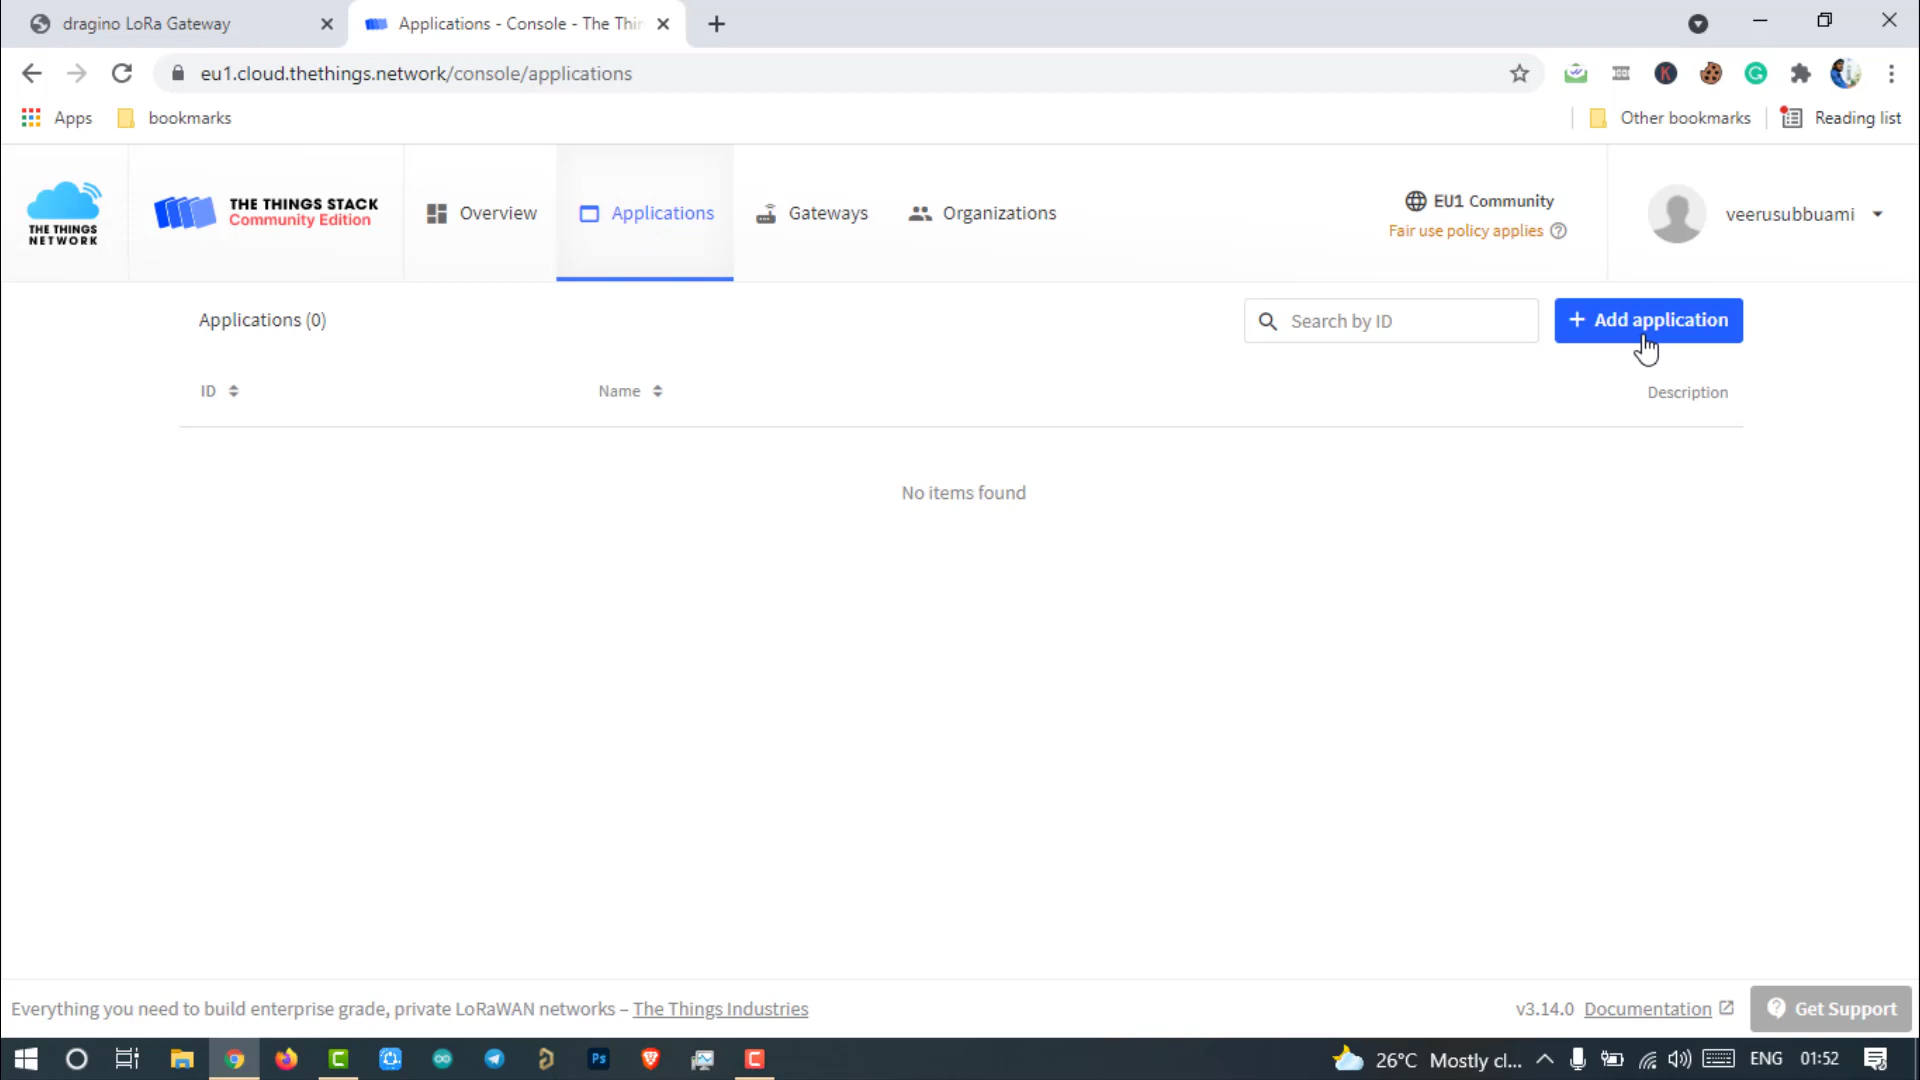 dragino LoRa Gateway
Applications - Console - The Thin
eu1.cloud.thethings.network/console/applications
Apps
bookmarks
Other bookmarks
Reading list
THE THINGS
NETWORK
THE THINGS STACK
Community Edition
Overview
Applications
Gateways
Organizations
EU1 Community
Fair use policy applies
veerusubbuami
Applications (0)
Search by ID
+ Add application
ID
Name
Description
No items found
Everything you need to build enterprise grade, private LoRaWAN networks – The Things Industries
v3.14.0 Documentation
Get Support
Ps
26°C Mostly cl...
ENG
01:52